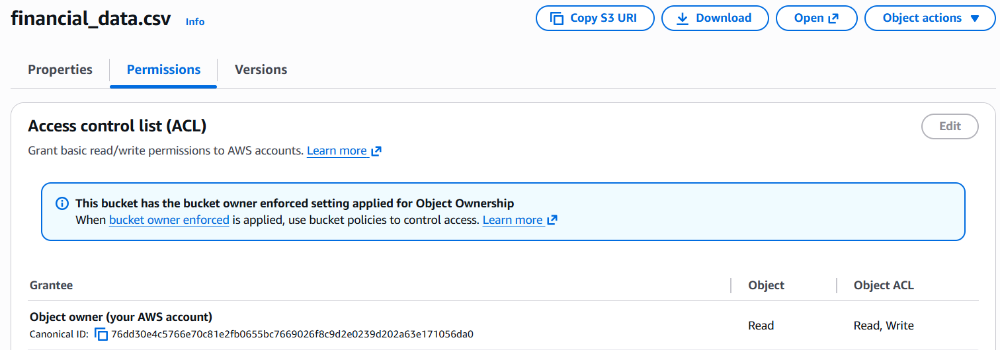 financial_data.csv Info Copy S3 URI Download Open Object actions
Properties Permissions Versions
Access control list (ACL) Edit
Grant basic read/write permissions to AWS accounts. Learn more
This bucket has the bucket owner enforced setting applied for Object Ownership
When bucket owner enforced is applied, use bucket policies to control access. Learn more
Grantee Object Object ACL
Object owner (your AWS account)
Read Read, Write
Canonical ID: 76dd30e4c5766e70c81e2fb0655bc7669026f8c9d2e0239d202a63e171056da0